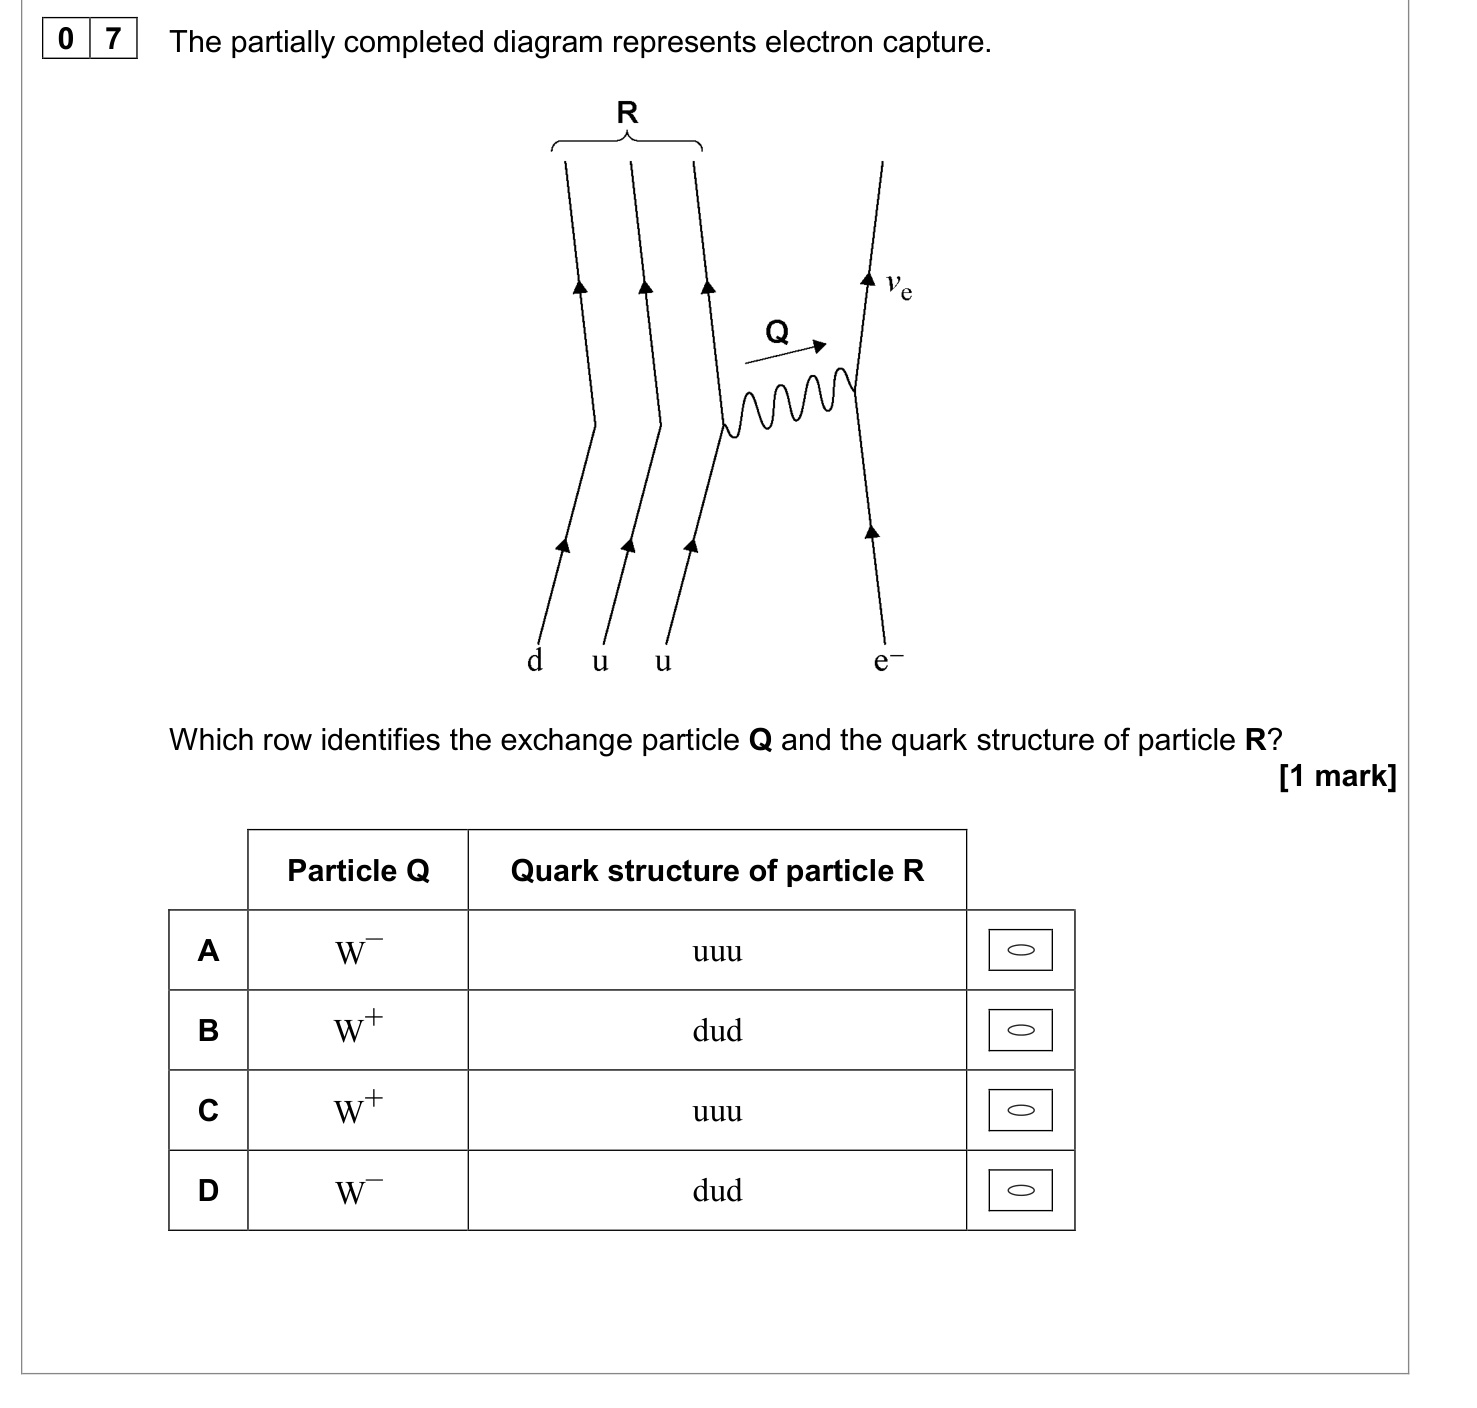 0 7 The partially completed diagram represents electron capture.
R
νe
Q
d u u e⁻
Which row identifies the exchange particle Q and the quark structure of particle R?
[1 mark]
Particle Q Quark structure of particle R
A W⁻ uuu
B W⁺ dud
C W⁺ uuu
D W⁻ dud